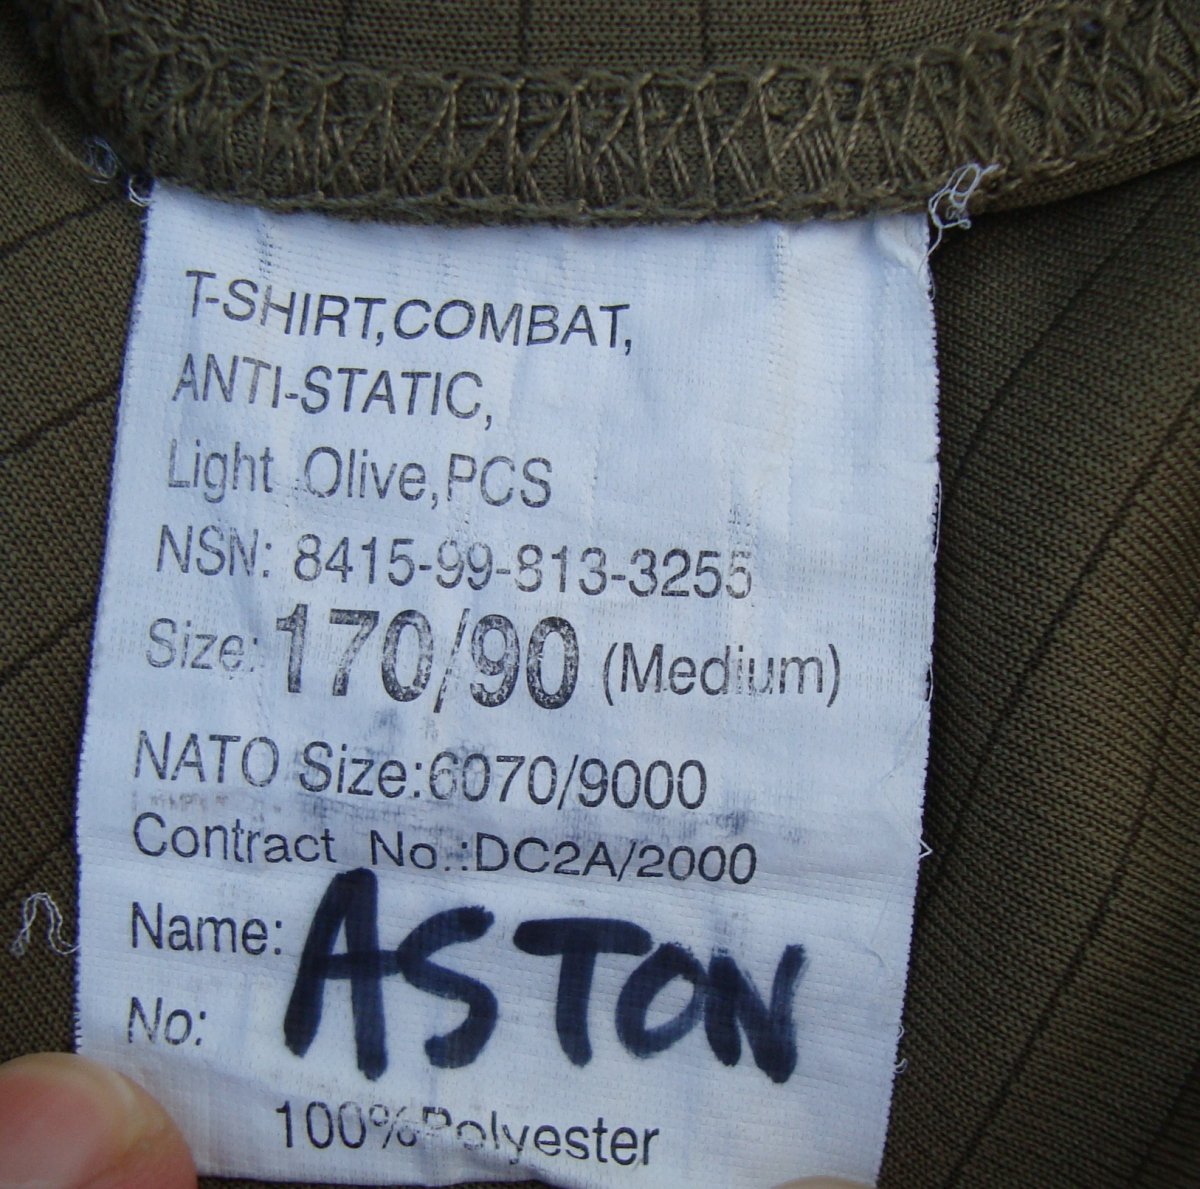 T-SHIRT,COMBAT,
ANTI-STATIC,
Light Olive,PCS
NSN: 8415-99-813-3255
Size: 170/90 (Medium)
NATO Size:6070/9000
Contract No.:DC2A/2000
Name: ASTON
No:
100%Polyester